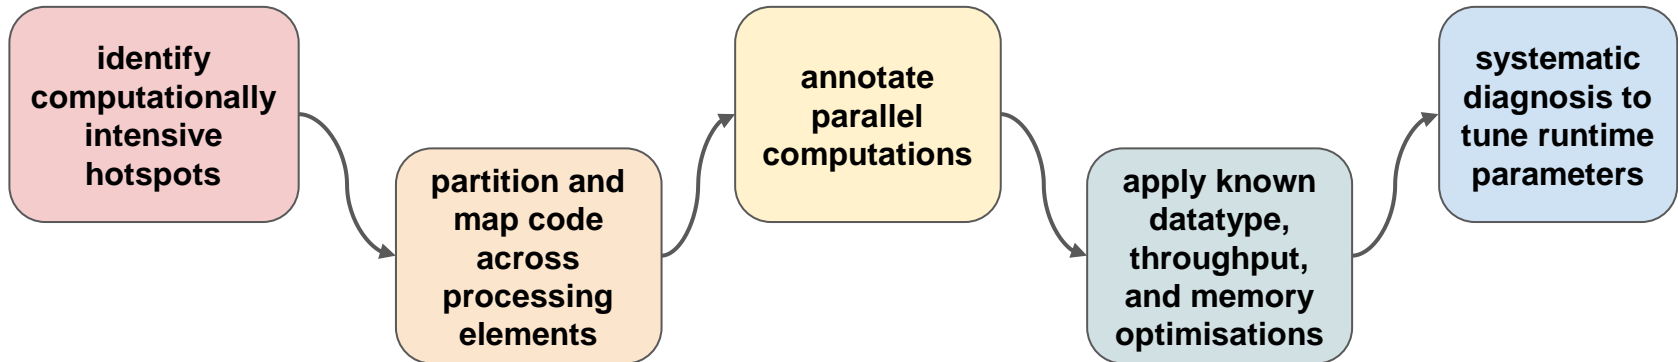 identify
computationally
intensive
hotspots
partition and
map code
across
processing
elements
annotate
parallel
computations
apply known
datatype,
throughput,
and memory
optimisations
systematic
diagnosis to
tune runtime
parameters